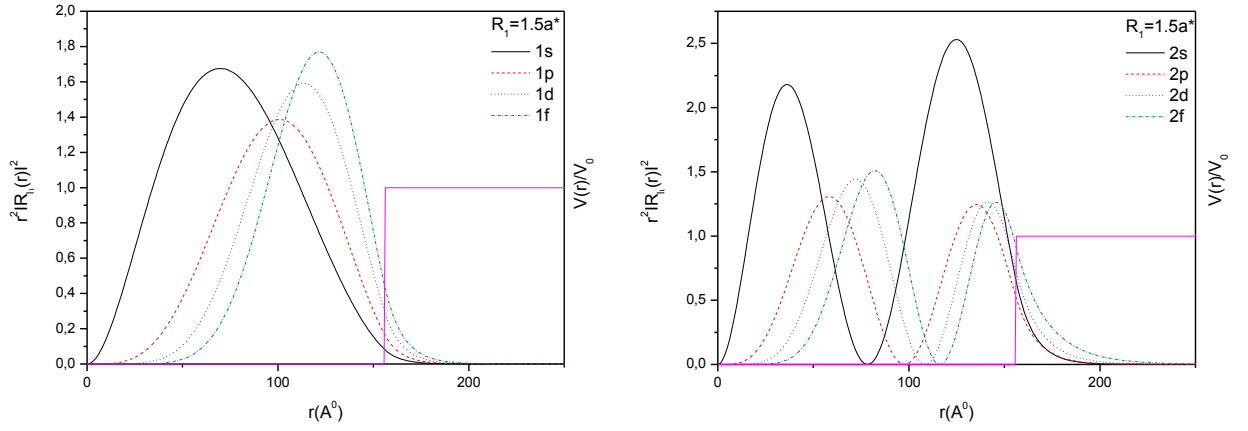 R₁=1.5a*
1s
1p
1d
1f
2,0
1,8
1,6
1,4
1,2
1,0
0,8
0,6
0,4
0,2
0,0
0
100
200
r²|R_li,(r)|²
V(r)/V₀
r(A⁰)
R₁=1.5a*
2s
2p
2d
2f
2,5
2,0
1,5
1,0
0,5
0,0
0
100
200
r²|R_li,(r)|²
V(r)/V₀
r(A⁰)